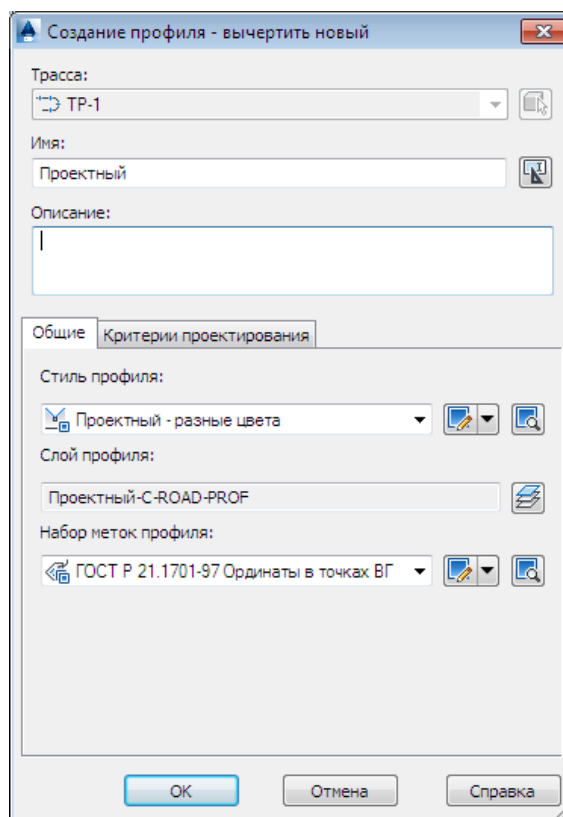 Создание профиля - вычертить новый
Трасса:
ТР-1
Имя:
Проектный
Описание:
Общие
Критерии проектирования
Стиль профиля:
Проектный - разные цвета
Слой профиля:
Проектный-C-ROAD-PROF
Набор меток профиля:
ГОСТ Р 21.1701-97 Ординаты в точках ВГ
ОК
Отмена
Справка